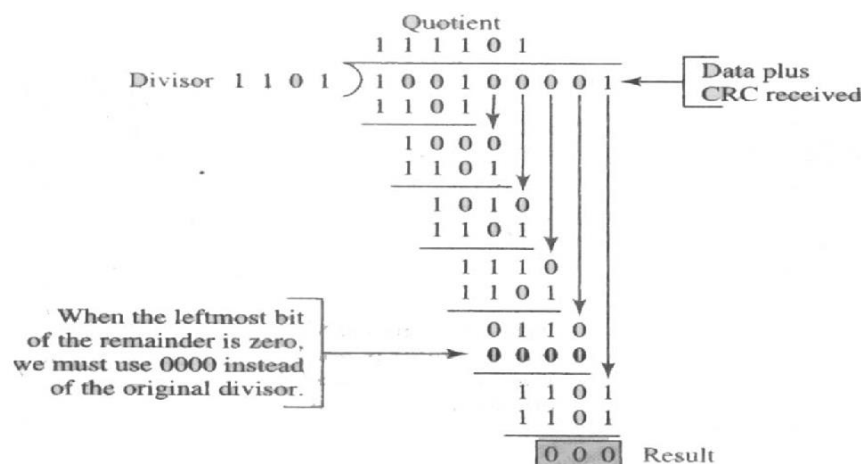 Quotient
1 1 1 1 0 1
Divisor 1 1 0 1 1 0 0 1 0 0 0 0 1 Data plus
CRC received
1 1 0 1
1 0 0 0
1 1 0 1
1 0 1 0
1 1 0 1
1 1 1 0
1 1 0 1
When the leftmost bit
of the remainder is zero,
we must use 0000 instead
of the original divisor.
0 1 1 0
0 0 0 0
1 1 0 1
1 1 0 1
0 0 0 Result